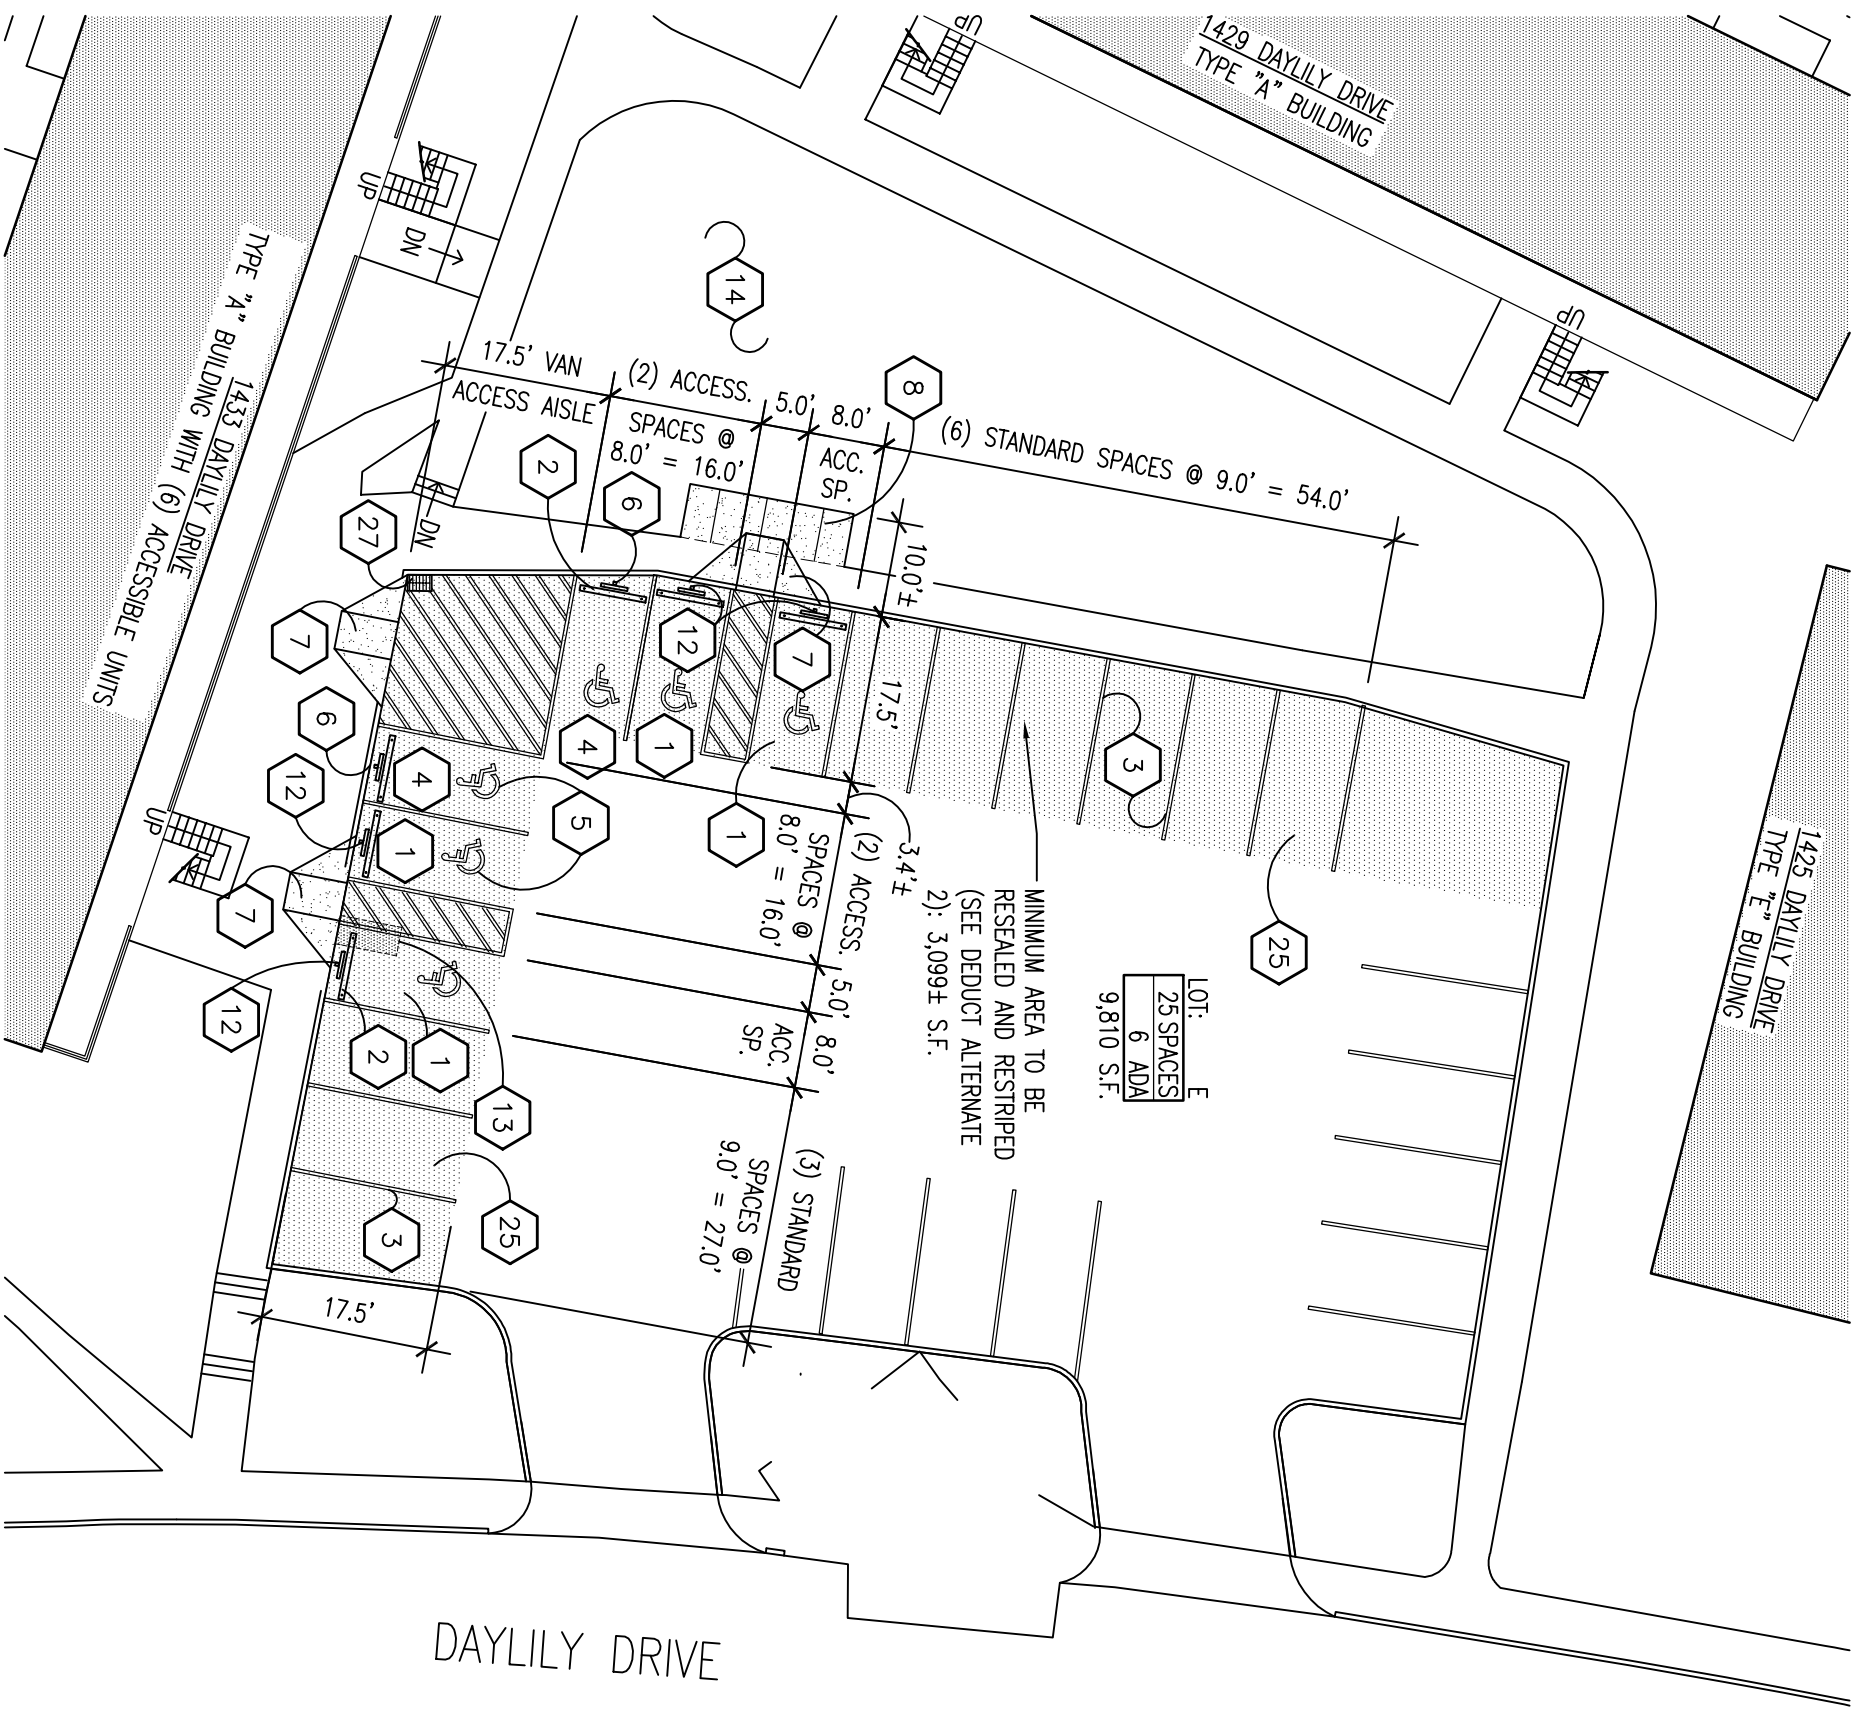 UP
1429 DAYLILY DRIVE
TYPE "A" BUILDING
UP
DN
UP
14
1433 DAYLILY DRIVE
TYPE "A" BUILDING WITH (6) ACCESSIBLE UNITS
17.5' VAN
ACCESS AISLE
(2) ACCESS.
SPACES @
8.0' = 16.0'
5.0'
8.0'
ACC.
SP.
8
(6) STANDARD SPACES @ 9.0' = 54.0'
2
6
27
DN
10.0'±
7
12
7
17.5'
6
4
1
3
12
4
5
1
1
3.4'±
UP
7
(2) ACCESS.
SPACES @
8.0' = 16.0'
MINIMUM AREA TO BE
RESEALED AND RESTRIPED
(SEE DEDUCT ALTERNATE
2): 3,099± S.F.
25
1425 DAYLILY DRIVE
TYPE "E" BUILDING
LOT: E
25 SPACES
6 ADA
9,810 S.F.
5.0'
8.0'
ACC.
SP.
12
2
1
13
(3) STANDARD
SPACES @
9.0' = 27.0'
3
25
17.5'
DAYLILY DRIVE